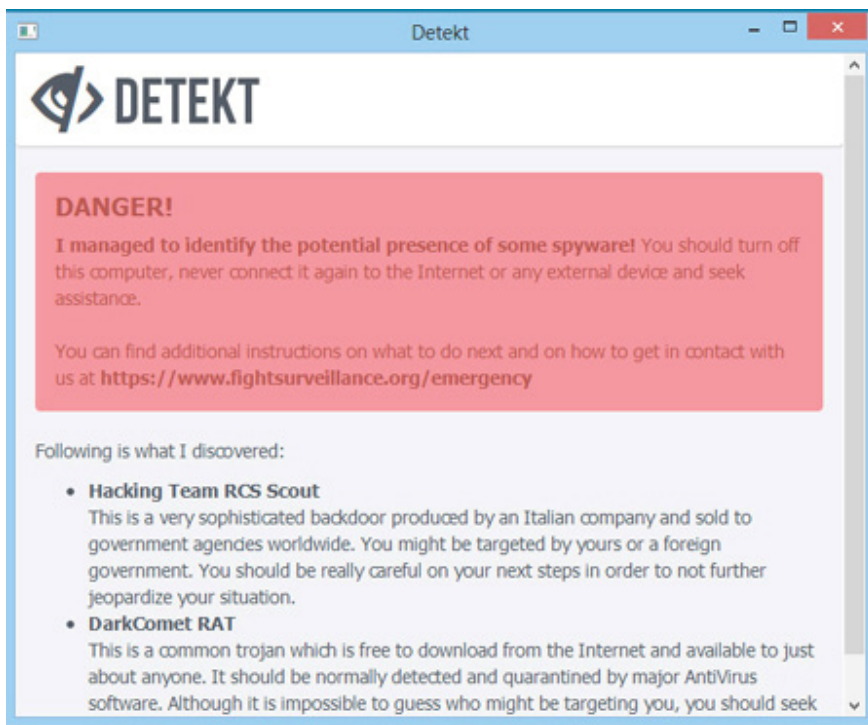 Detekt
DETEKT
DANGER!
I managed to identify the potential presence of some spyware! You should turn off
this computer, never connect it again to the Internet or any external device and seek
assistance.
You can find additional instructions on what to do next and on how to get in contact with
us at https://www.fightsurveillance.org/emergency
Following is what I discovered:
• Hacking Team RCS Scout
This is a very sophisticated backdoor produced by an Italian company and sold to
government agencies worldwide. You might be targeted by yours or a foreign
government. You should be really careful on your next steps in order to not further
jeopardize your situation.
• DarkComet RAT
This is a common trojan which is free to download from the Internet and available to just
about anyone. It should be normally detected and quarantined by major AntiVirus
software. Although it is impossible to guess who might be targeting you, you should seek